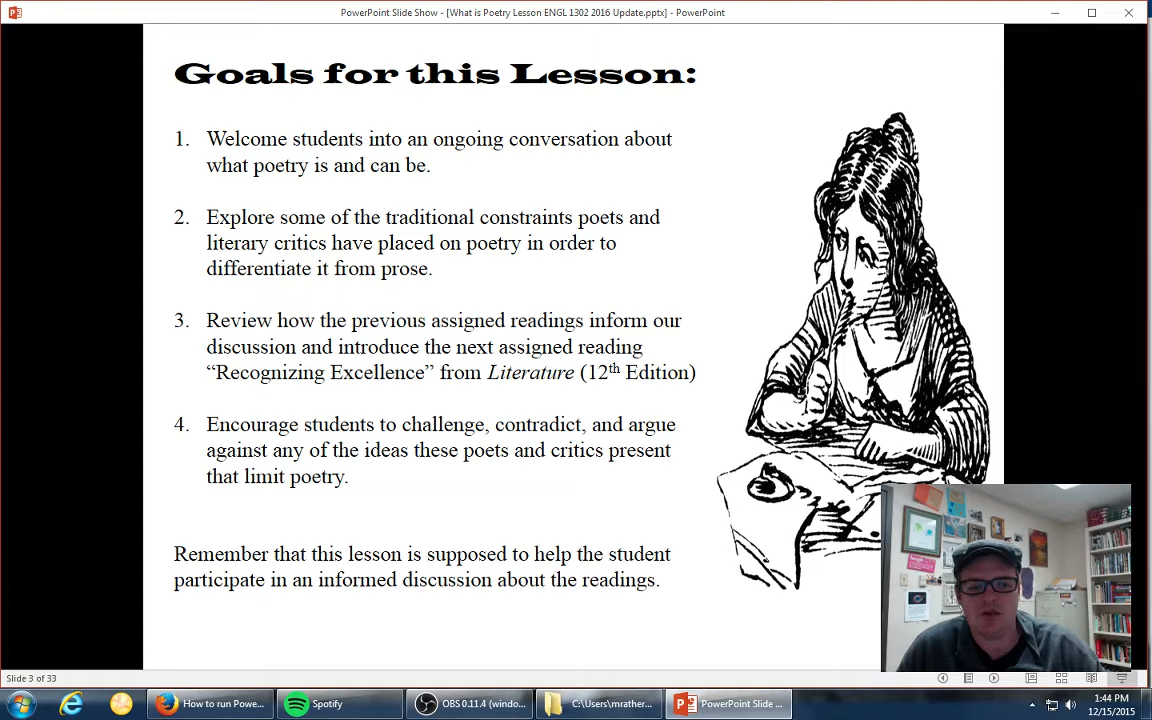 PowerPoint Slide Show - [What is Poetry Lesson ENGL 1302 2016 Update.pptx] - PowerPoint
Goals for this Lesson:
1. Welcome students into an ongoing conversation about
what poetry is and can be.
2. Explore some of the traditional constraints poets and
literary critics have placed on poetry in order to
differentiate it from prose.
3. Review how the previous assigned readings inform our
discussion and introduce the next assigned reading
“Recognizing Excellence” from Literature (12th Edition)
4. Encourage students to challenge, contradict, and argue
against any of the ideas these poets and critics present
that limit poetry.
Remember that this lesson is supposed to help the student
participate in an informed discussion about the readings.
Slide 3 of 33
How to run Powe...
Spotify
OBS 0.11.4 (windo...
C:\Users\mrather...
PowerPoint Slide ...
1:44 PM
12/15/2015